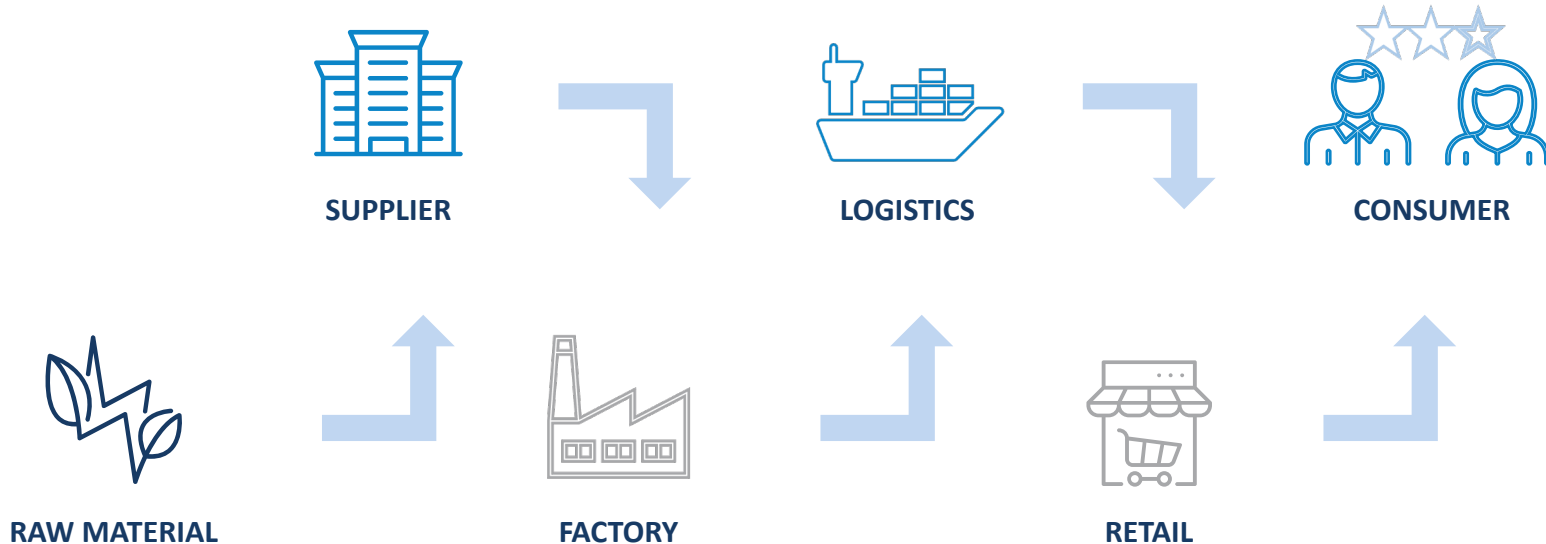 SUPPLIER
LOGISTICS
CONSUMER
RAW MATERIAL
FACTORY
RETAIL